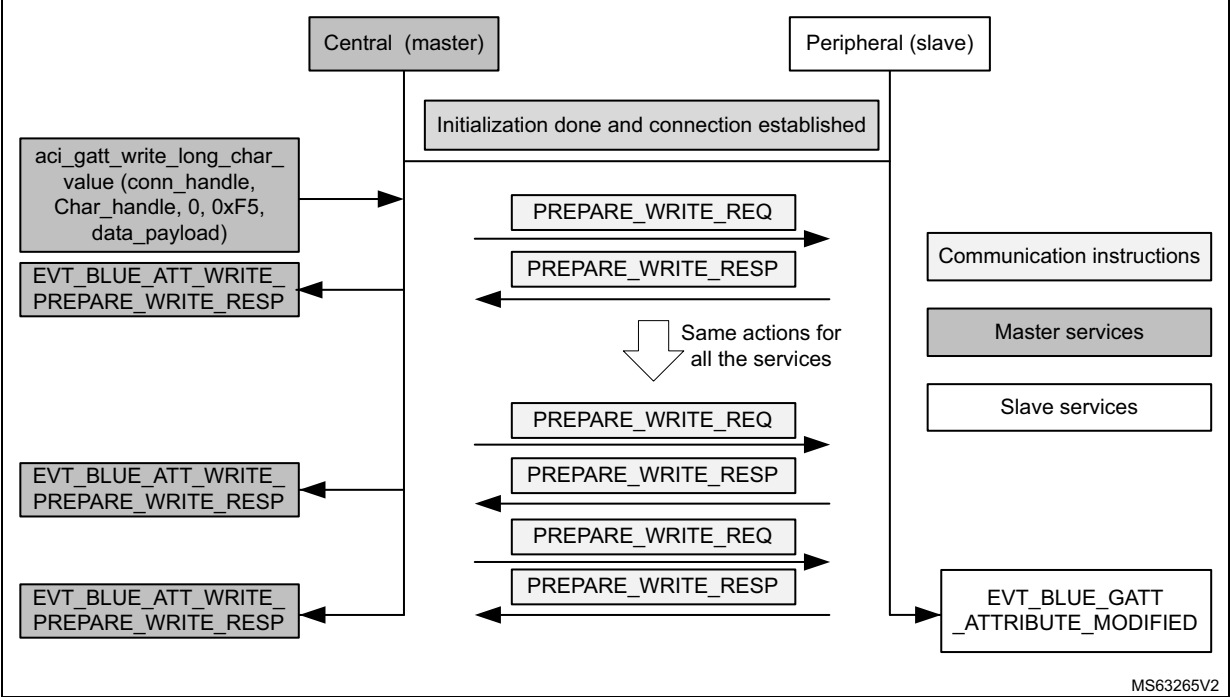 Central (master)
Peripheral (slave)
Initialization done and connection established
aci_gatt_write_long_char_
value (conn_handle,
Char_handle, 0, 0xF5,
data_payload)
PREPARE_WRITE_REQ
PREPARE_WRITE_RESP
EVT_BLUE_ATT_WRITE_
PREPARE_WRITE_RESP
Communication instructions
Same actions for
all the services
Master services
Slave services
PREPARE_WRITE_REQ
PREPARE_WRITE_RESP
EVT_BLUE_ATT_WRITE_
PREPARE_WRITE_RESP
PREPARE_WRITE_REQ
PREPARE_WRITE_RESP
EVT_BLUE_ATT_WRITE_
PREPARE_WRITE_RESP
EVT_BLUE_GATT
_ATTRIBUTE_MODIFIED
MS63265V2